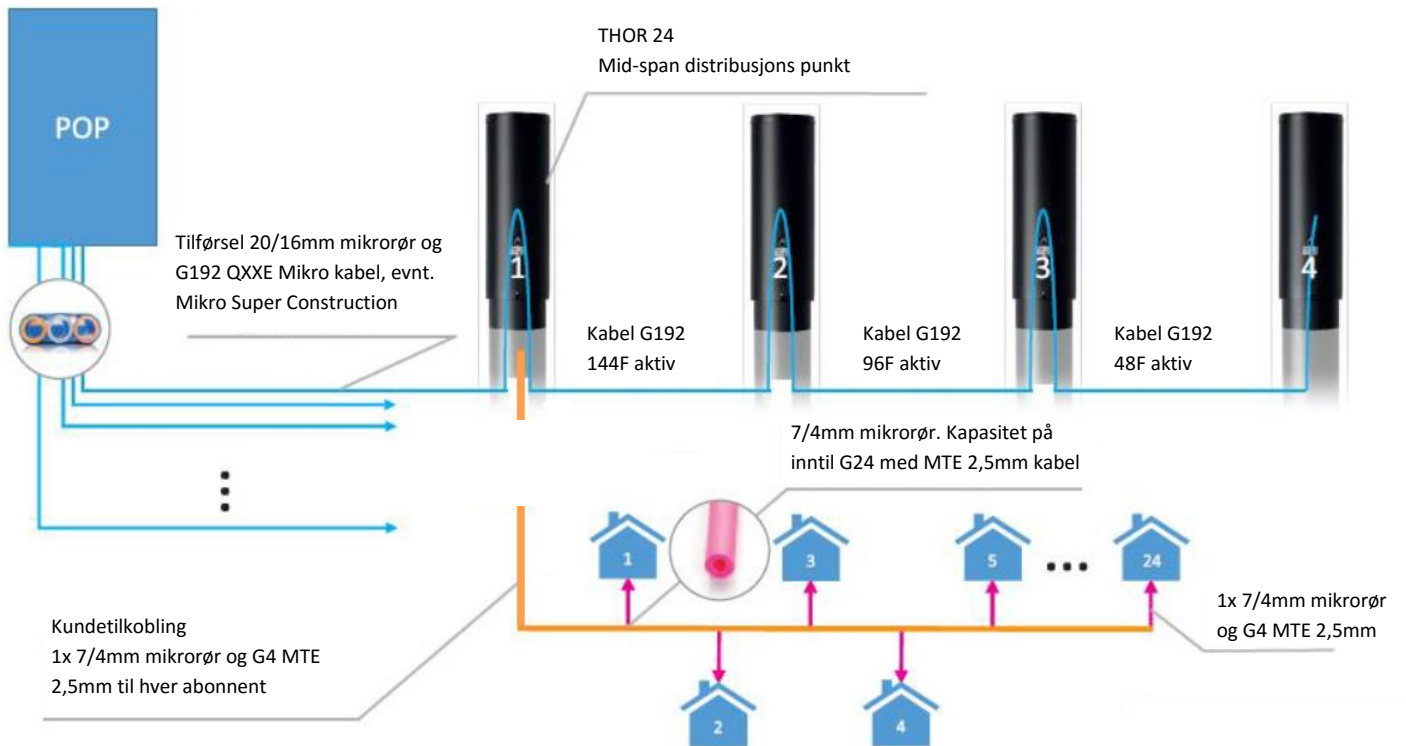 THOR 24
Mid-span distribusjons punkt
POP
Tilførsel 20/16mm mikrorør og
G192 QXXE Mikro kabel, evnt.
Mikro Super Construction
1
2
3
4
Kabel G192
144F aktiv
Kabel G192
96F aktiv
Kabel G192
48F aktiv
7/4mm mikrorør. Kapasitet på
inntil G24 med MTE 2,5mm kabel
1
3
5
24
1x 7/4mm mikrorør
og G4 MTE 2,5mm
Kundetilkobling
1x 7/4mm mikrorør og G4 MTE
2,5mm til hver abonnent
2
4